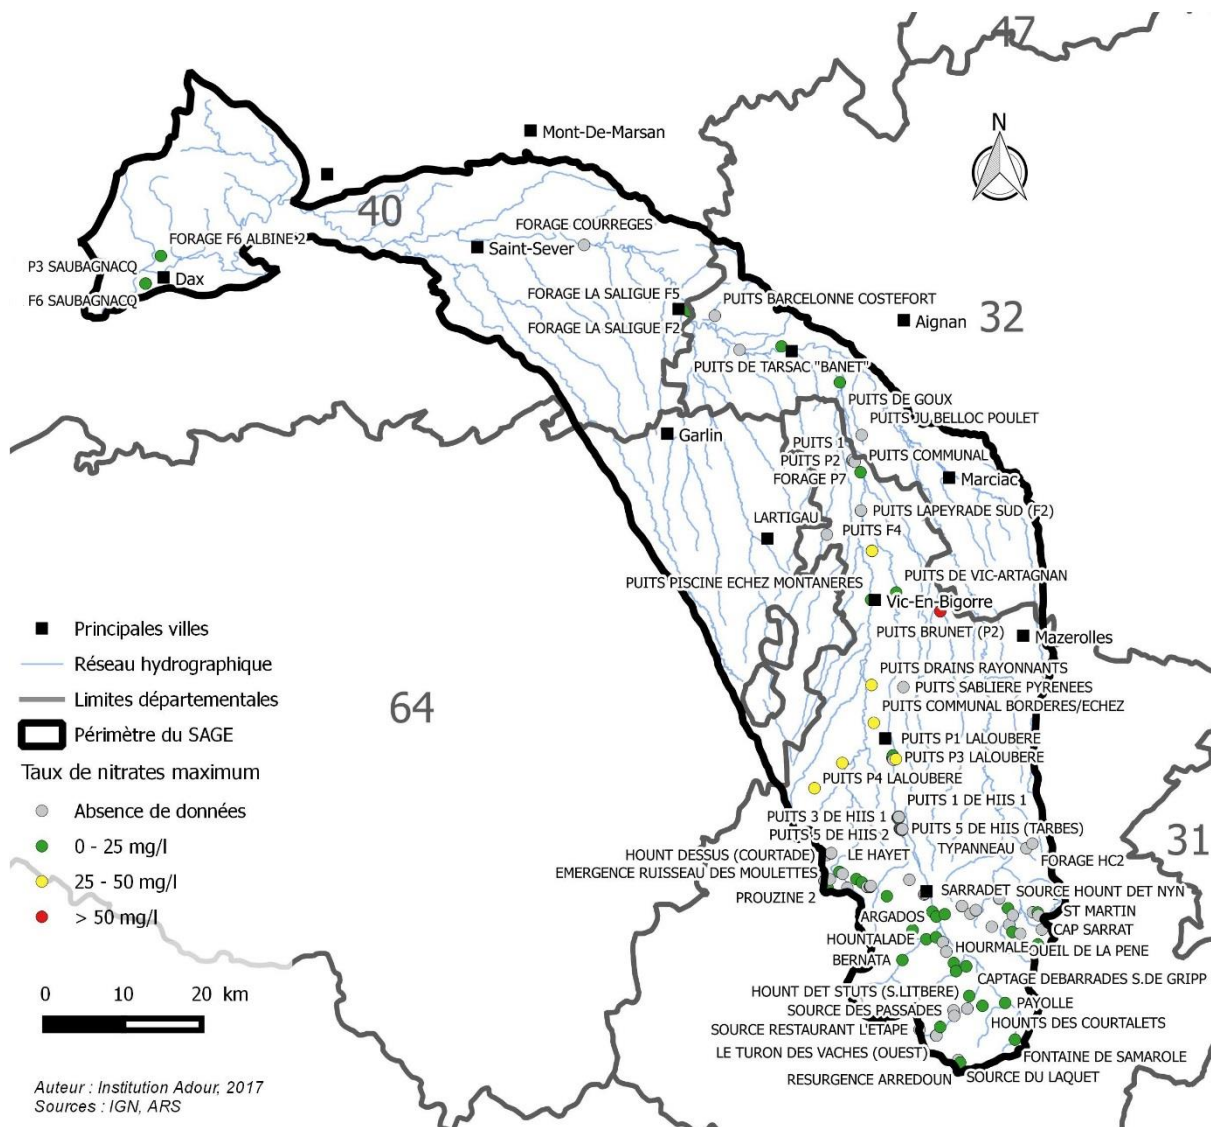 47
N
Mont-De-Marsan
40
FORAGE COURREGES
FORAGE F6 ALBINE 2
Saint-Sever
P3 SAUBAGNACQ
Dax
F6 SAUBAGNACQ
FORAGE LA SALIGUE F5
PUITS BARCELONNE COSTEFORT
32
Aignan
FORAGE LA SALIGUE F2
PUITS DE TARSAC "BANET"
PUITS DE GOUX
PUITS JU.BELLOC POULET
Garlin
PUITS 1
PUITS P2
PUITS COMMUNAL
FORAGE P7
Marciac
LARTIGAU
PUITS LAPEYRADE SUD (F2)
PUITS F4
PUITS PISCINE ECHEZ MONTANERES
PUITS DE VIC-ARTAGNAN
Vic-En-Bigorre
PUITS BRUNET (P2)
Mazerolles
PUITS DRAINS RAYONNANTS
PUITS SABLIERE PYRENEES
64
PUITS COMMUNAL BORDERES/ECHEZ
PUITS P1 LALOUBERE
PUITS P3 LALOUBERE
PUITS P4 LALOUBERE
PUITS 1 DE HIIS 1
PUITS 3 DE HIIS 1
PUITS 5 DE HIIS (TARBES)
PUITS 5 DE HIIS 2
31
TYPANNEAU
HOUNT DESSUS (COURTADE)
LE HAYET
FORAGE HC2
EMERGENCE RUISSEAU DES MOULETTES
PROUZINE 2
SARRADET
SOURCE HOUNT DET NYN
ARGADOS
ST MARTIN
CAP SARRAT
HOUNTALADE
HOURMALE
OUEIL DE LA PENE
BERNATA
CAPTAGE DEBARRADES S.DE GRIPP
HOUNT DET STUTS (S.LITBERE)
PAYOLLE
SOURCE DES PASSADES
HOUNTS DES COURTALETS
SOURCE RESTAURANT L'ETAPE
LE TURON DES VACHES (OUEST)
FONTAINE DE SAMAROLE
RESURGENCE ARREDOUN
SOURCE DU LAQUET
Principales villes
Réseau hydrographique
Limites départementales
Périmètre du SAGE
Taux de nitrates maximum
Absence de données
0 - 25 mg/l
25 - 50 mg/l
> 50 mg/l
0 10 20 km
Auteur : Institution Adour, 2017
Sources : IGN, ARS